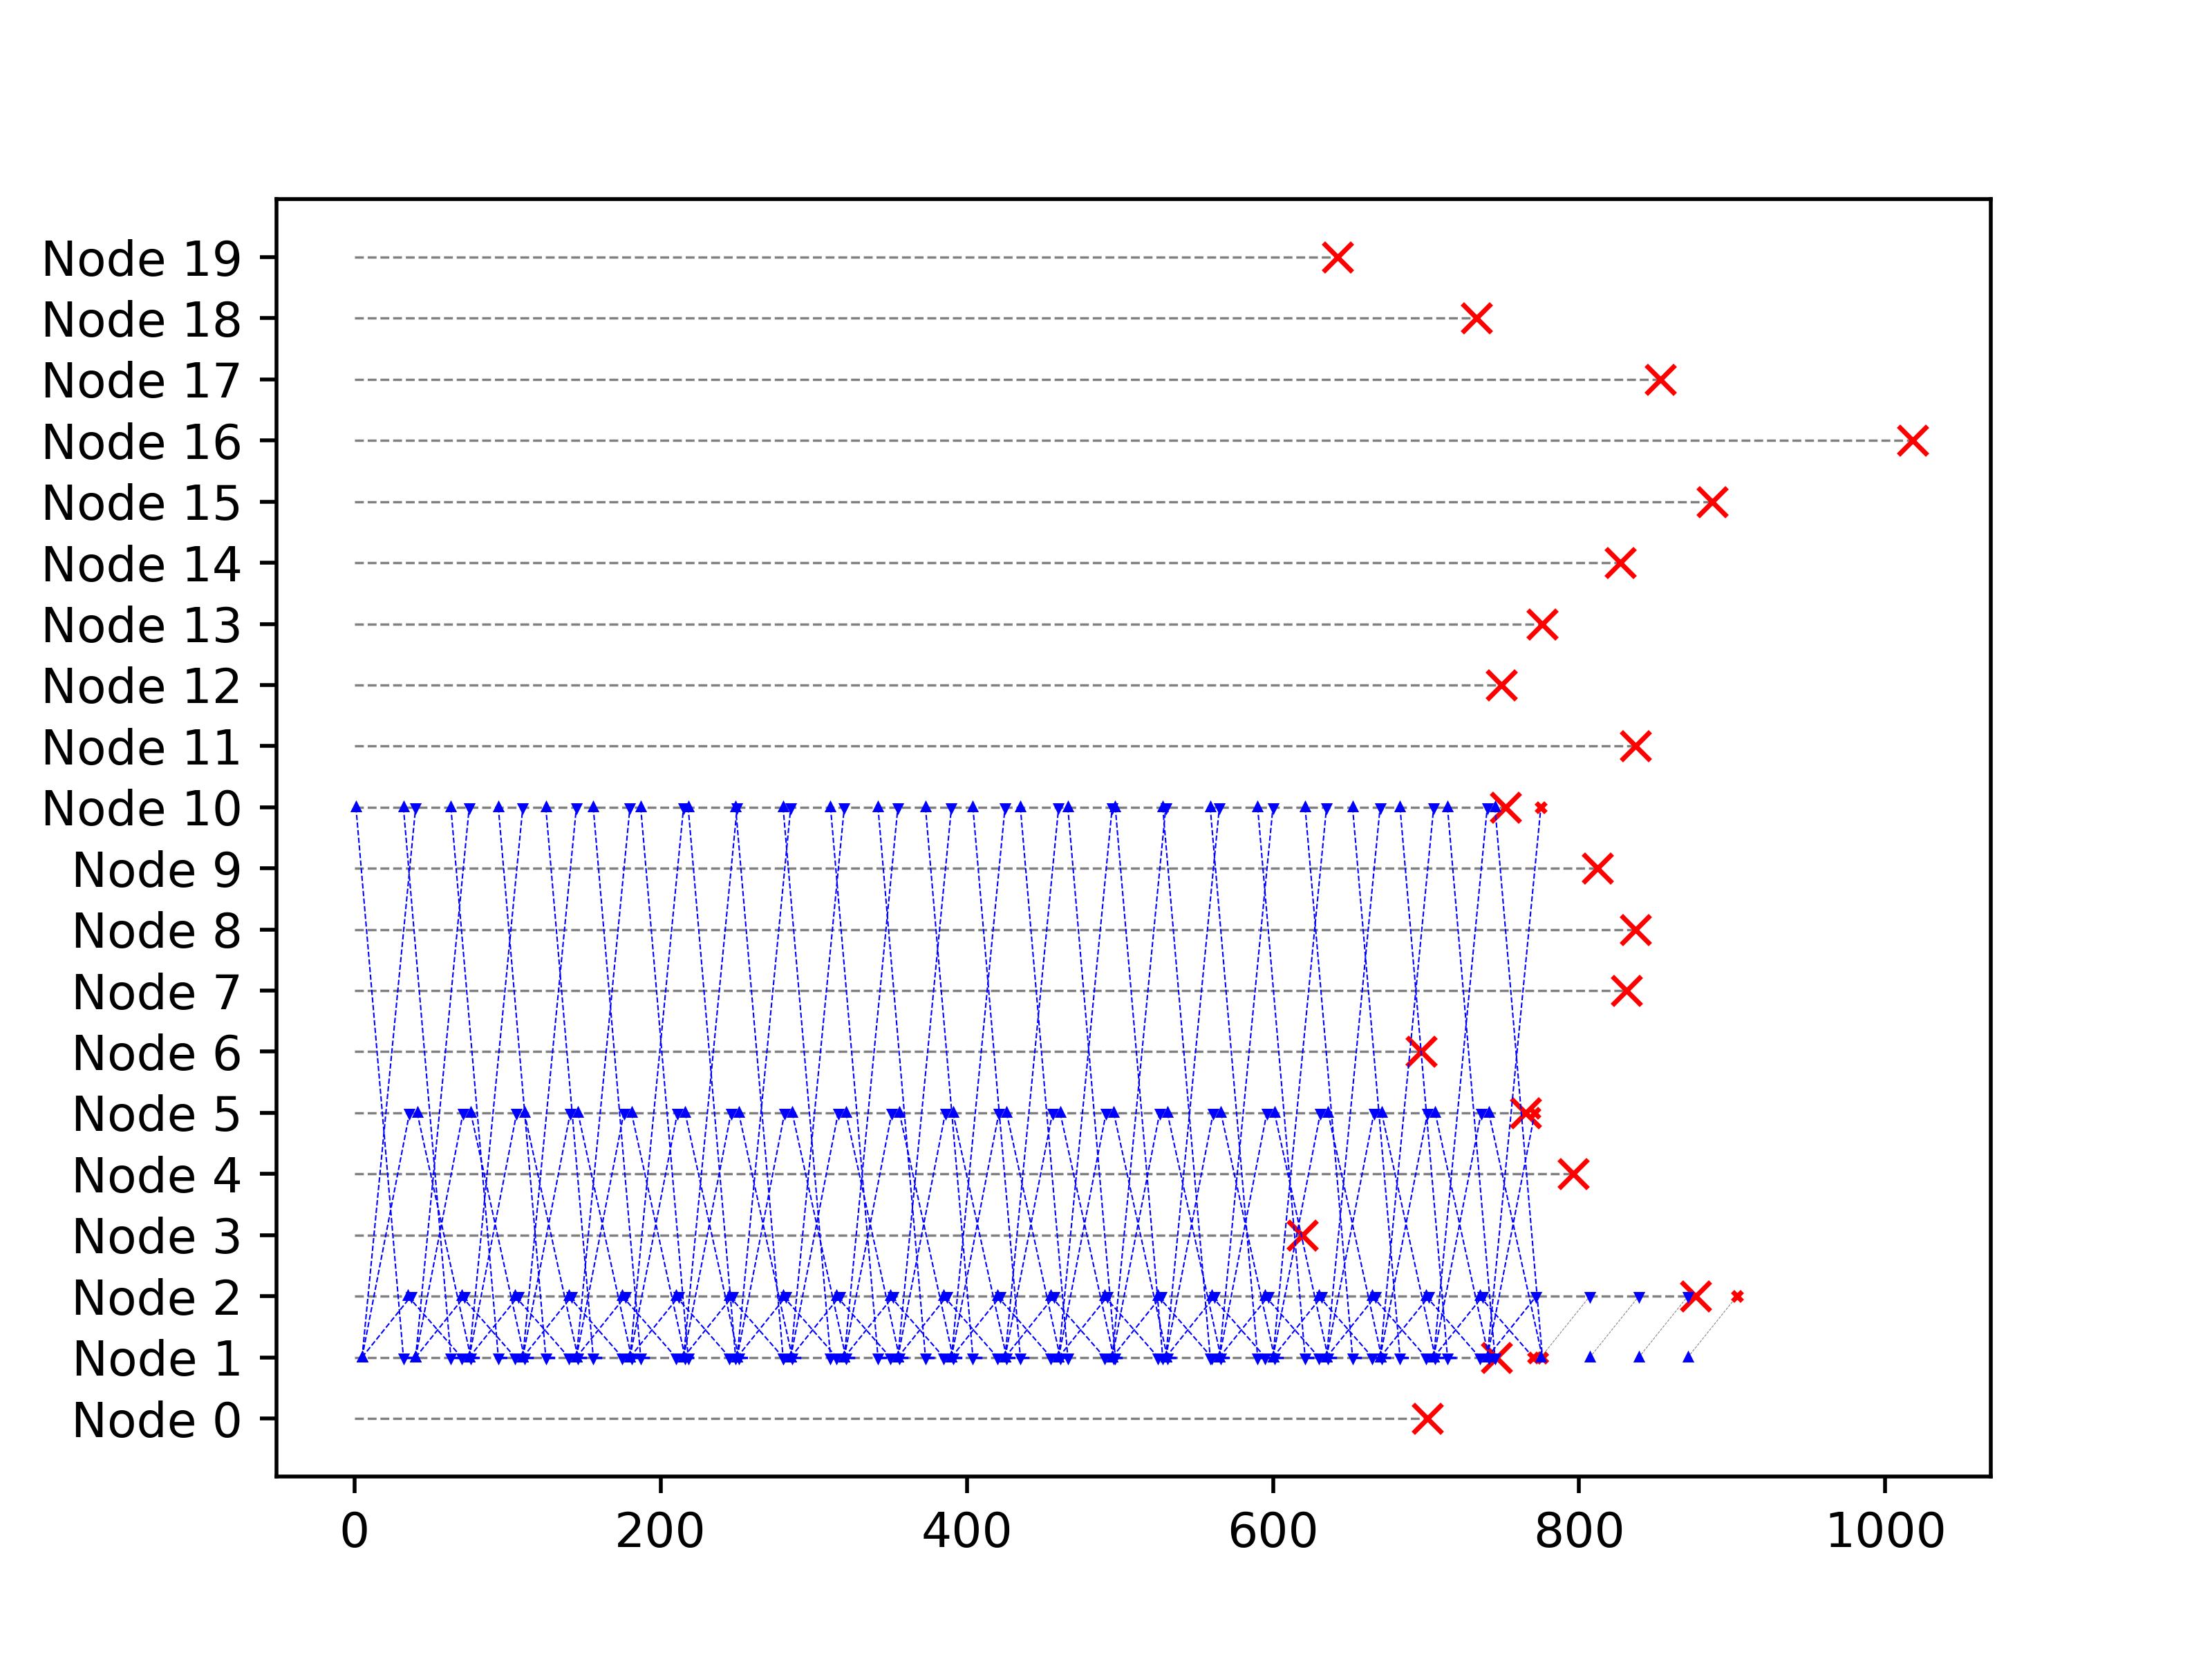 Node 19
Node 18
Node 17
Node 16
Node 15
Node 14
Node 13
Node 12
Node 11
Node 10
Node 9
Node 8
Node 7
Node 6
Node 5
Node 4
Node 3
Node 2
Node 1
Node 0
0 200 400 600 800 1000